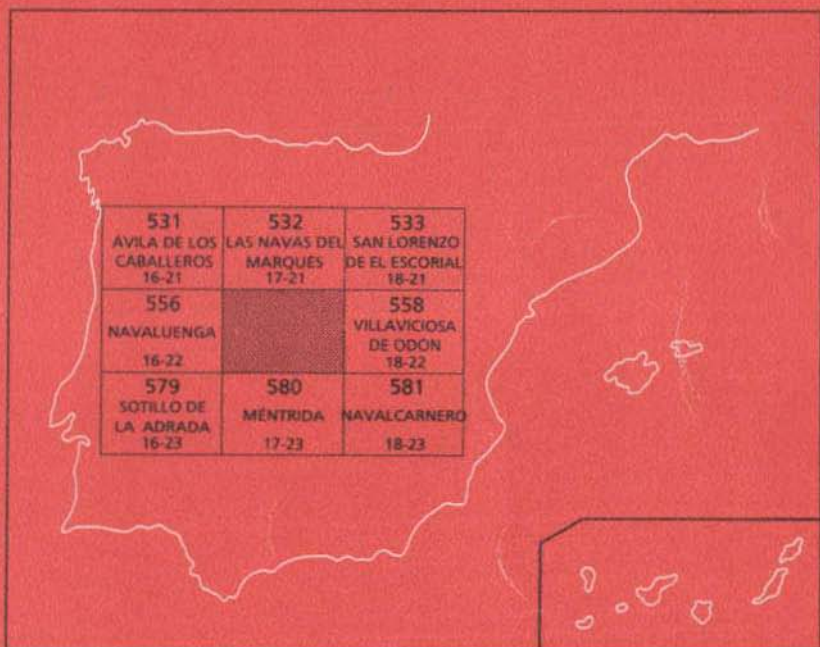 531
AVILA DE LOS
CABALLEROS
16-21
532
LAS NAVAS DEL
MARQUÉS
17-21
533
SAN LORENZO
DE EL ESCORIAL
18-21
556
NAVALUENGA
16-22
558
VILLAVICIOSA
DE ODÓN
18-22
579
SOTILLO DE
LA ADRADA
16-23
580
MÉNTRIDA
17-23
581
NAVALCARNERO
18-23